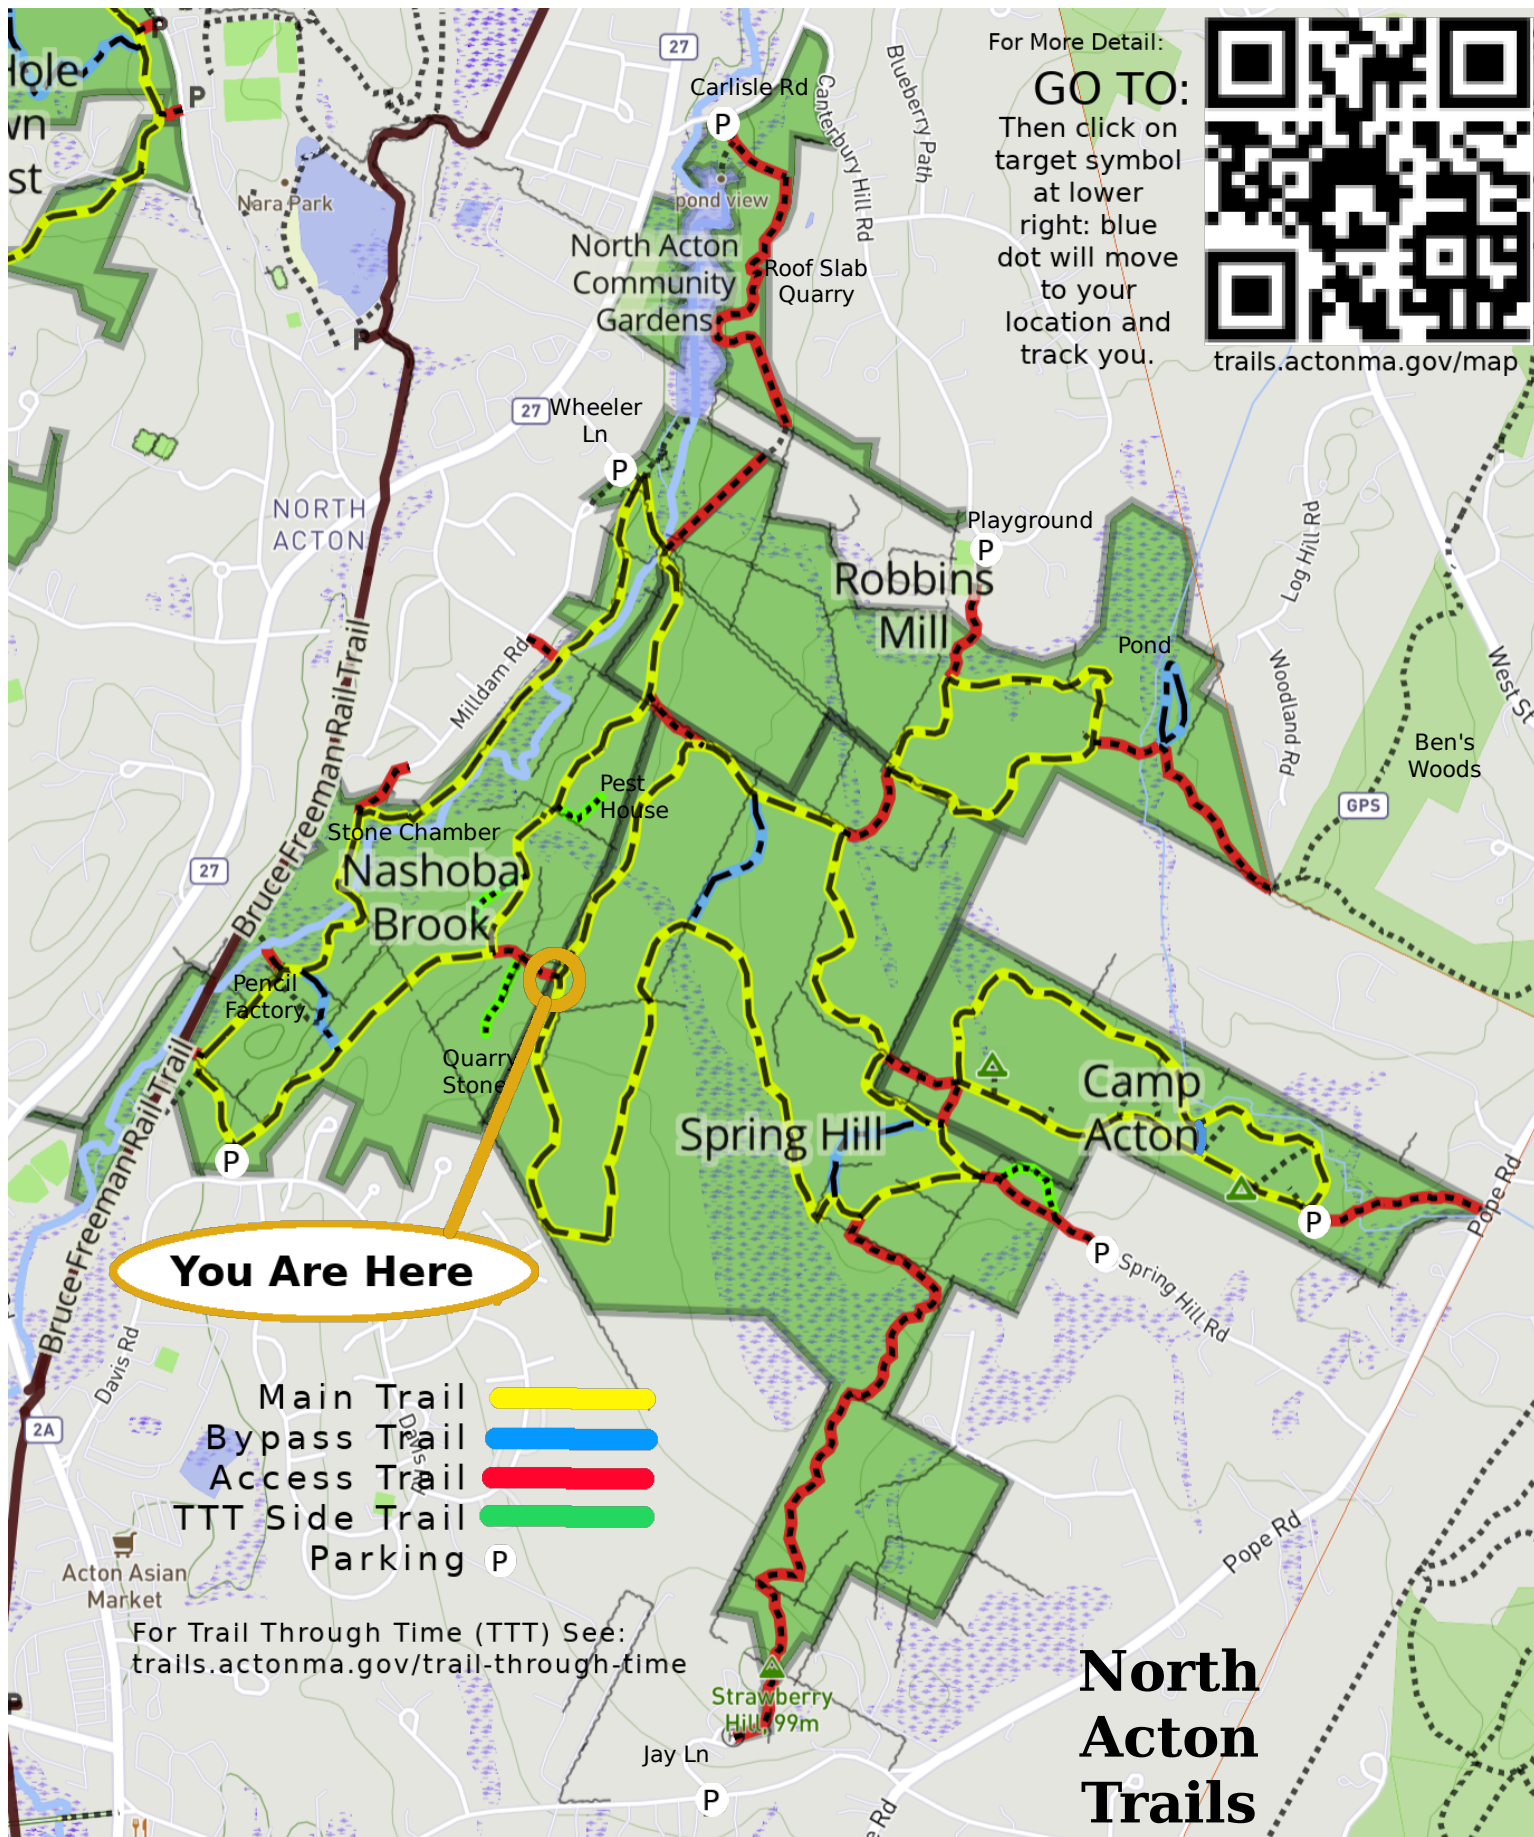 27
Carlisle Rd
P
P
P
Hole
wn
st
Blueberry Path
Canterbury Hill Rd
For More Detail:
GO TO:
Then click on
target symbol
at lower
right: blue
dot will move
to your
location and
track you.
trails.actonma.gov/map
Nara Park
pond view
North Acton
Community
Gardens
Roof Slab
Quarry
P
27
Wheeler
Ln
P
NORTH
ACTON
Playground
P
Robbins
Mill
Pond
Log Hill Rd
Woodland Rd
West St
Ben's
Woods
GPS
Milldam Rd
Bruce Freeman Rail Trail
Pest
House
Stone Chamber
Nashoba
Brook
27
Pencil
Factory
Quarry
Stone
Bruce Freeman Rail Trail
P
Spring Hill
Camp
Acton
P
P
Pope Rd
Spring Hill Rd
You Are Here
Davis Rd
2A
Main Trail
Bypass Trail
Access Trail
TTT Side Trail
Parking P
Davis Rd
Acton Asian
Market
For Trail Through Time (TTT) See:
trails.actonma.gov/trail-through-time
Pope Rd
P
Strawberry
Hill, 99m
Jay Ln
P
Rd
North
Acton
Trails